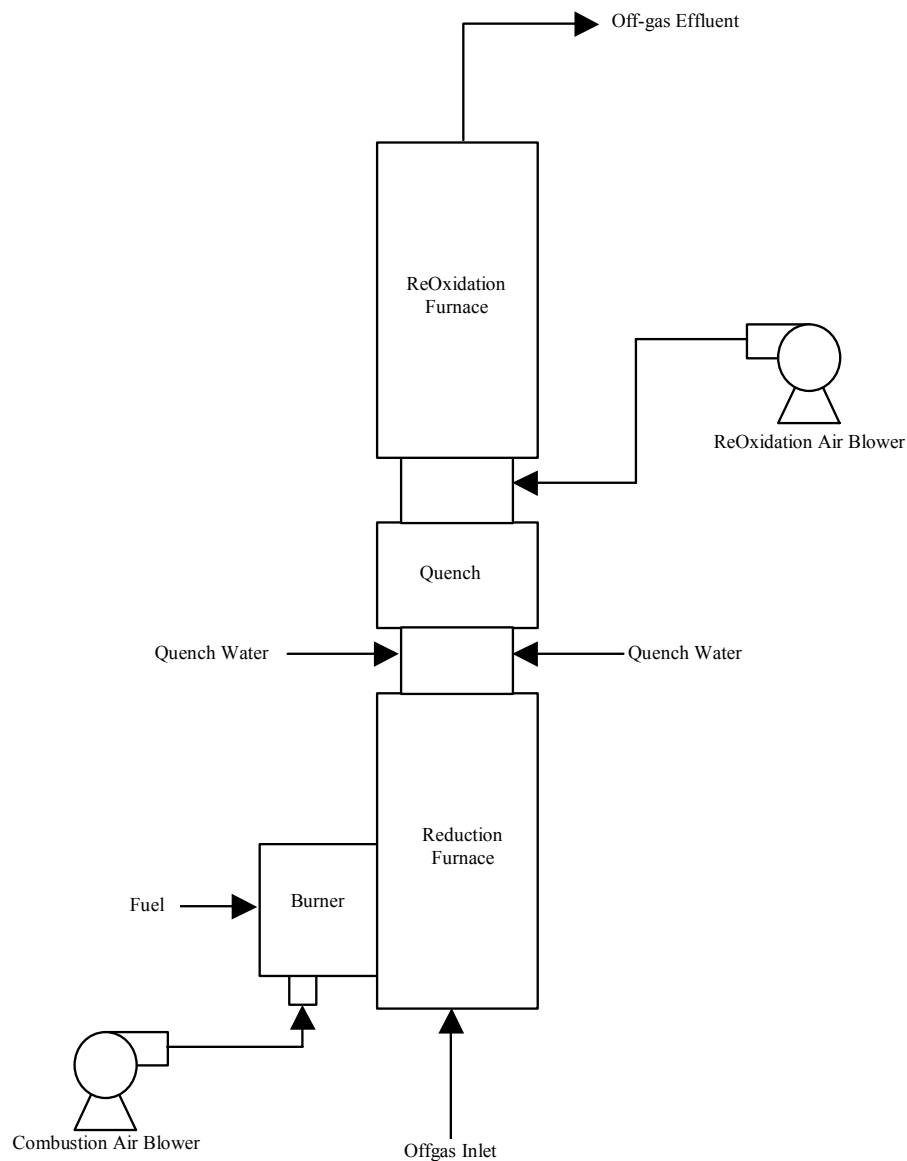 Off-gas Effluent
ReOxidation
Furnace
ReOxidation Air Blower
Quench
Quench Water
Quench Water
Reduction
Furnace
Burner
Fuel
Combustion Air Blower
Offgas Inlet